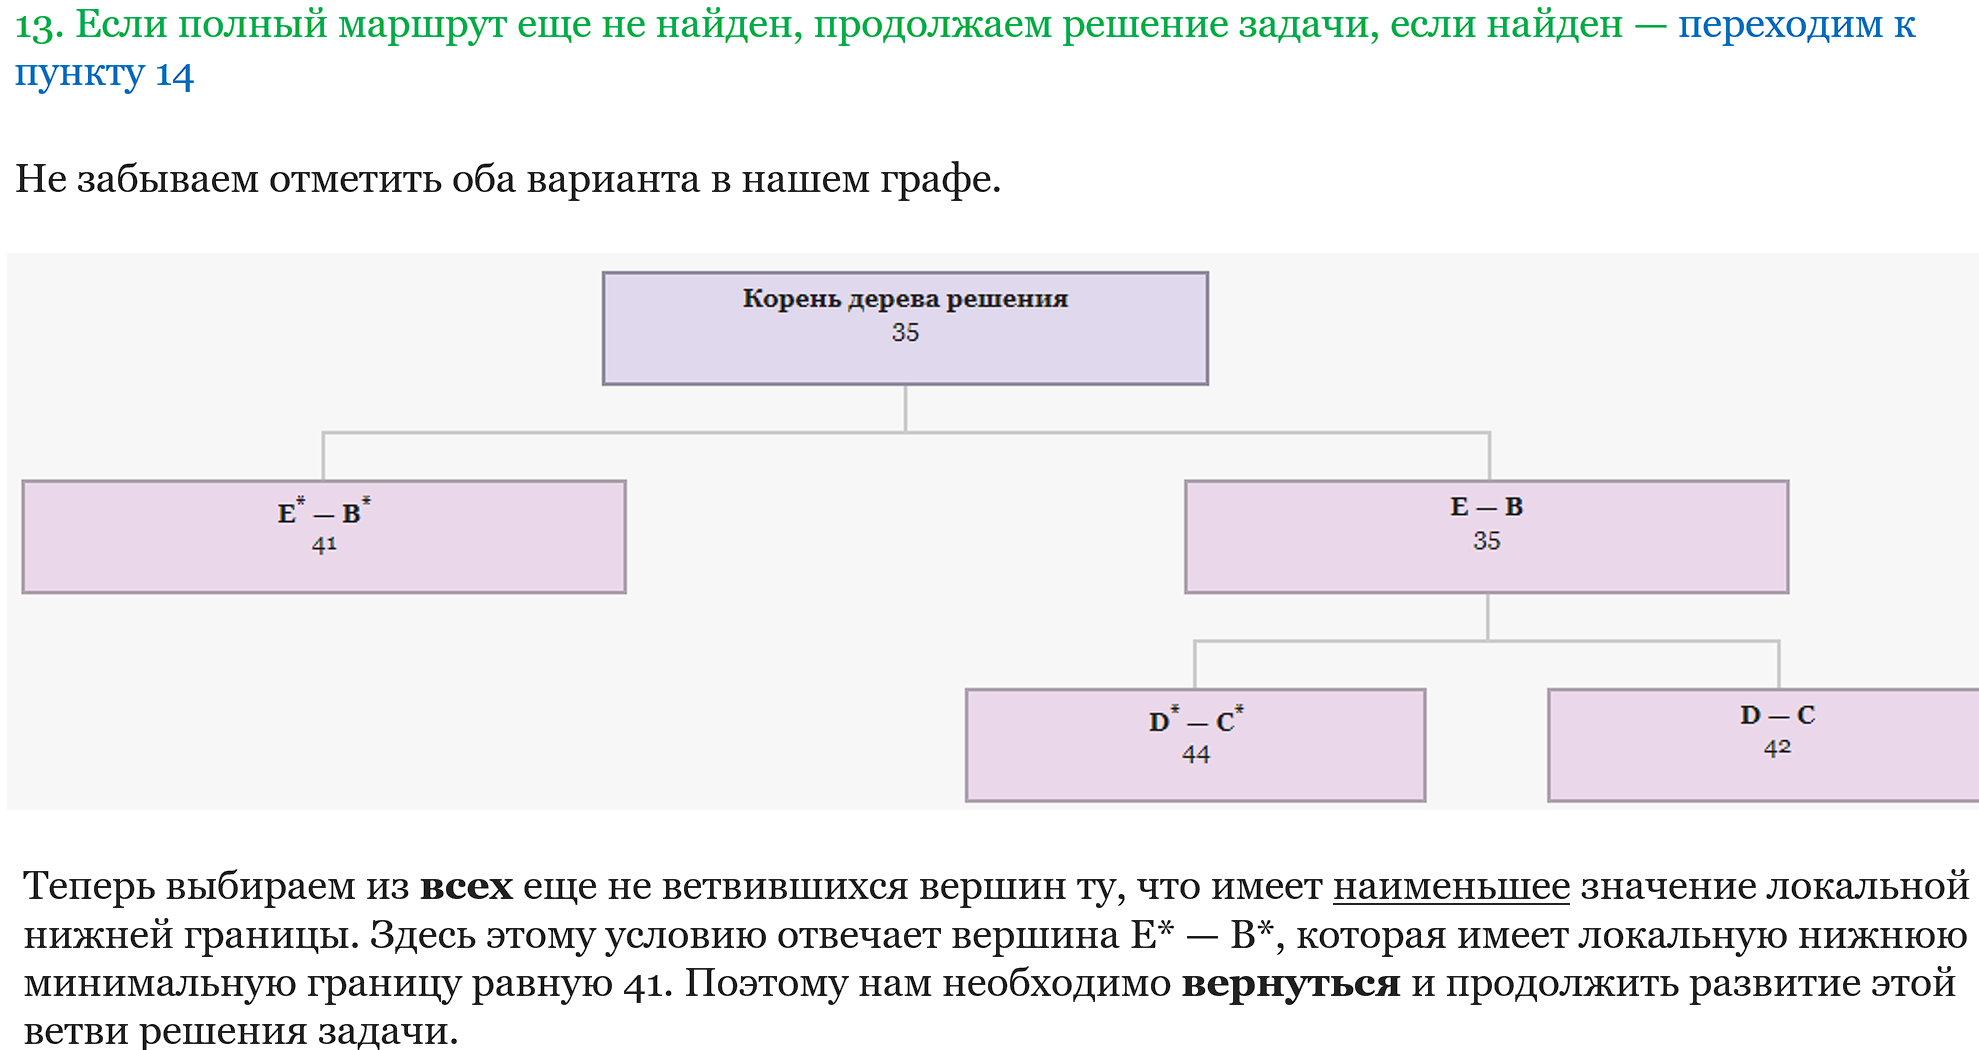 13. Если полный маршрут еще не найден, продолжаем решение задачи, если найден — переходим к
пункту 14
Не забываем отметить оба варианта в нашем графе.
Корень дерева решения
35
E* — B*
41
E — B
35
D* — C*
44
D — C
42
Теперь выбираем из всех еще не ветвившихся вершин ту, что имеет наименьшее значение локальной
нижней границы. Здесь этому условию отвечает вершина E* — B*, которая имеет локальную нижнюю
минимальную границу равную 41. Поэтому нам необходимо вернуться и продолжить развитие этой
ветви решения задачи.